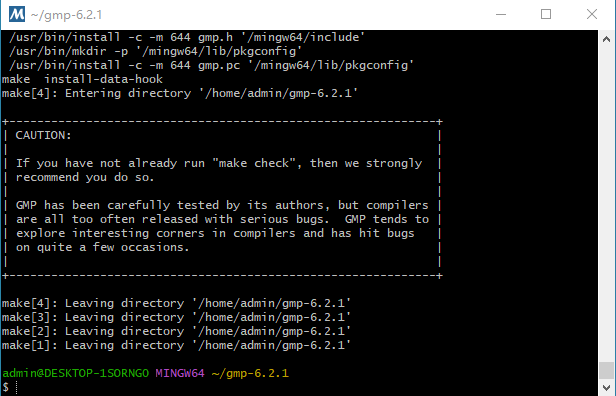 ~/gmp-6.2.1
/usr/bin/install -c -m 644 gmp.h '/mingw64/include'
/usr/bin/mkdir -p '/mingw64/lib/pkgconfig'
/usr/bin/install -c -m 644 gmp.pc '/mingw64/lib/pkgconfig'
make  install-data-hook
make[4]: Entering directory '/home/admin/gmp-6.2.1'
+-------------------------------------------------------------+
| CAUTION:                                                    |
|                                                             |
| If you have not already run "make check", then we strongly  |
| recommend you do so.                                        |
|                                                             |
| GMP has been carefully tested by its authors, but compilers |
| are all too often released with serious bugs.  GMP tends to |
| explore interesting corners in compilers and has hit bugs   |
| on quite a few occasions.                                   |
|                                                             |
+-------------------------------------------------------------+
make[4]: Leaving directory '/home/admin/gmp-6.2.1'
make[3]: Leaving directory '/home/admin/gmp-6.2.1'
make[2]: Leaving directory '/home/admin/gmp-6.2.1'
make[1]: Leaving directory '/home/admin/gmp-6.2.1'
admin@DESKTOP-1SORNGO MINGW64 ~/gmp-6.2.1
$